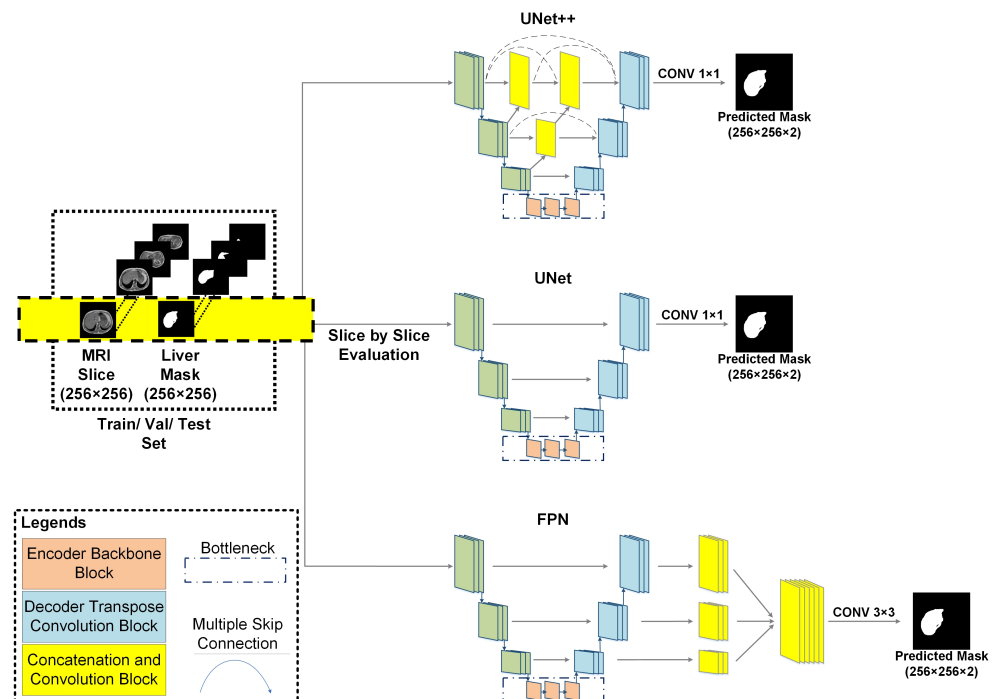 UNet++
CONV 1×1
Predicted Mask
(256×256×2)
UNet
Slice by Slice
Evaluation
CONV 1×1
Predicted Mask
(256×256×2)
MRI
Slice
(256×256)
Liver
Mask
(256×256)
Train/ Val/ Test
Set
FPN
CONV 3×3
Predicted Mask
(256×256×2)
Legends
Encoder Backbone
Block
Bottleneck
Decoder Transpose
Convolution Block
Multiple Skip
Connection
Concatenation and
Convolution Block